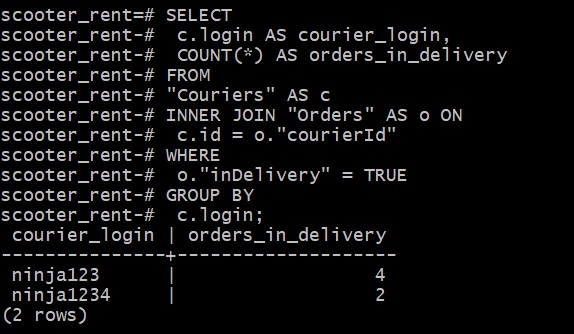 scooter_rent=# SELECT
scooter_rent-#  c.login AS courier_login,
scooter_rent-#  COUNT(*) AS orders_in_delivery
scooter_rent-# FROM
scooter_rent-# "Couriers" AS c
scooter_rent-# INNER JOIN "Orders" AS o ON
scooter_rent-#  c.id = o."courierId"
scooter_rent-# WHERE
scooter_rent-#  o."inDelivery" = TRUE
scooter_rent-# GROUP BY
scooter_rent-#  c.login;
 courier_login | orders_in_delivery
---------------+--------------------
 ninja123      |                  4
 ninja1234     |                  2
(2 rows)